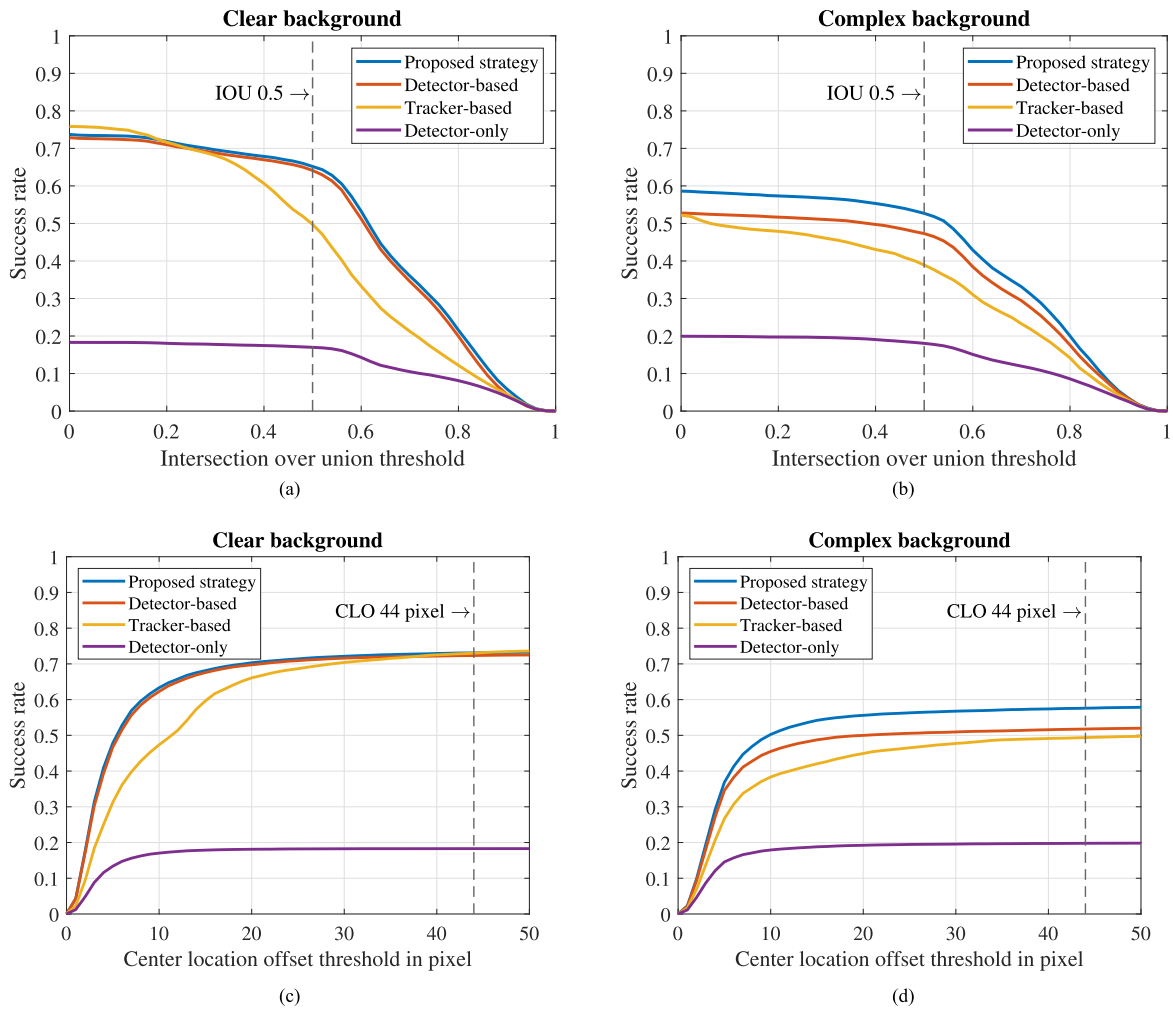 Clear background
1
0.9
0.8
0.7
0.6
0.5
0.4
0.3
0.2
0.1
0
Success rate
IOU 0.5 →
Proposed strategy
Detector-based
Tracker-based
Detector-only
0 0.2 0.4 0.6 0.8 1
Intersection over union threshold
(a)
Complex background
1
0.9
0.8
0.7
0.6
0.5
0.4
0.3
0.2
0.1
0
Success rate
IOU 0.5 →
Proposed strategy
Detector-based
Tracker-based
Detector-only
0 0.2 0.4 0.6 0.8 1
Intersection over union threshold
(b)
Clear background
1
0.9
0.8
0.7
0.6
0.5
0.4
0.3
0.2
0.1
0
Success rate
Proposed strategy
Detector-based
Tracker-based
Detector-only
CLO 44 pixel →
0 10 20 30 40 50
Center location offset threshold in pixel
(c)
Complex background
1
0.9
0.8
0.7
0.6
0.5
0.4
0.3
0.2
0.1
0
Success rate
Proposed strategy
Detector-based
Tracker-based
Detector-only
CLO 44 pixel →
0 10 20 30 40 50
Center location offset threshold in pixel
(d)